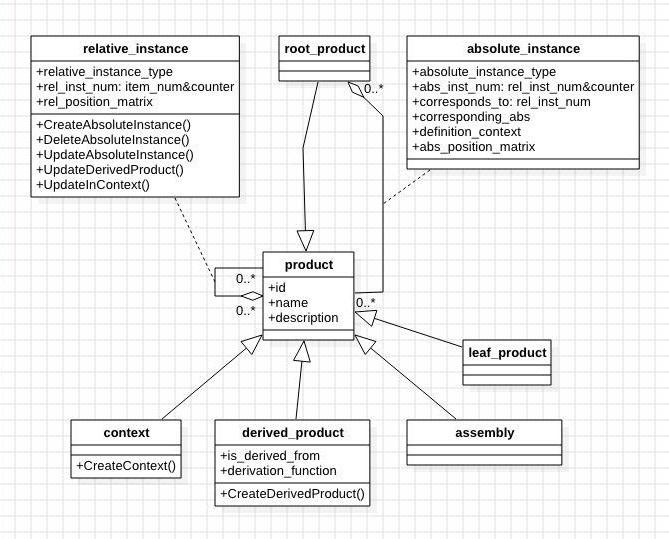 relative_instance
+relative_instance_type
+rel_inst_num: item_num&counter
+rel_position_matrix
+CreateAbsoluteInstance()
+DeleteAbsoluteInstance()
+UpdateAbsoluteInstance()
+UpdateDerivedProduct()
+UpdateInContext()
root_product
0..*
absolute_instance
+absolute_instance_type
+abs_inst_num: rel_inst_num&counter
+corresponds_to: rel_inst_num
+corresponding_abs
+definition_context
+abs_position_matrix
product
+id
+name
+description
0..*
0..*
0..*
leaf_product
context
+CreateContext()
derived_product
+is_derived_from
+derivation_function
+CreateDerivedProduct()
assembly